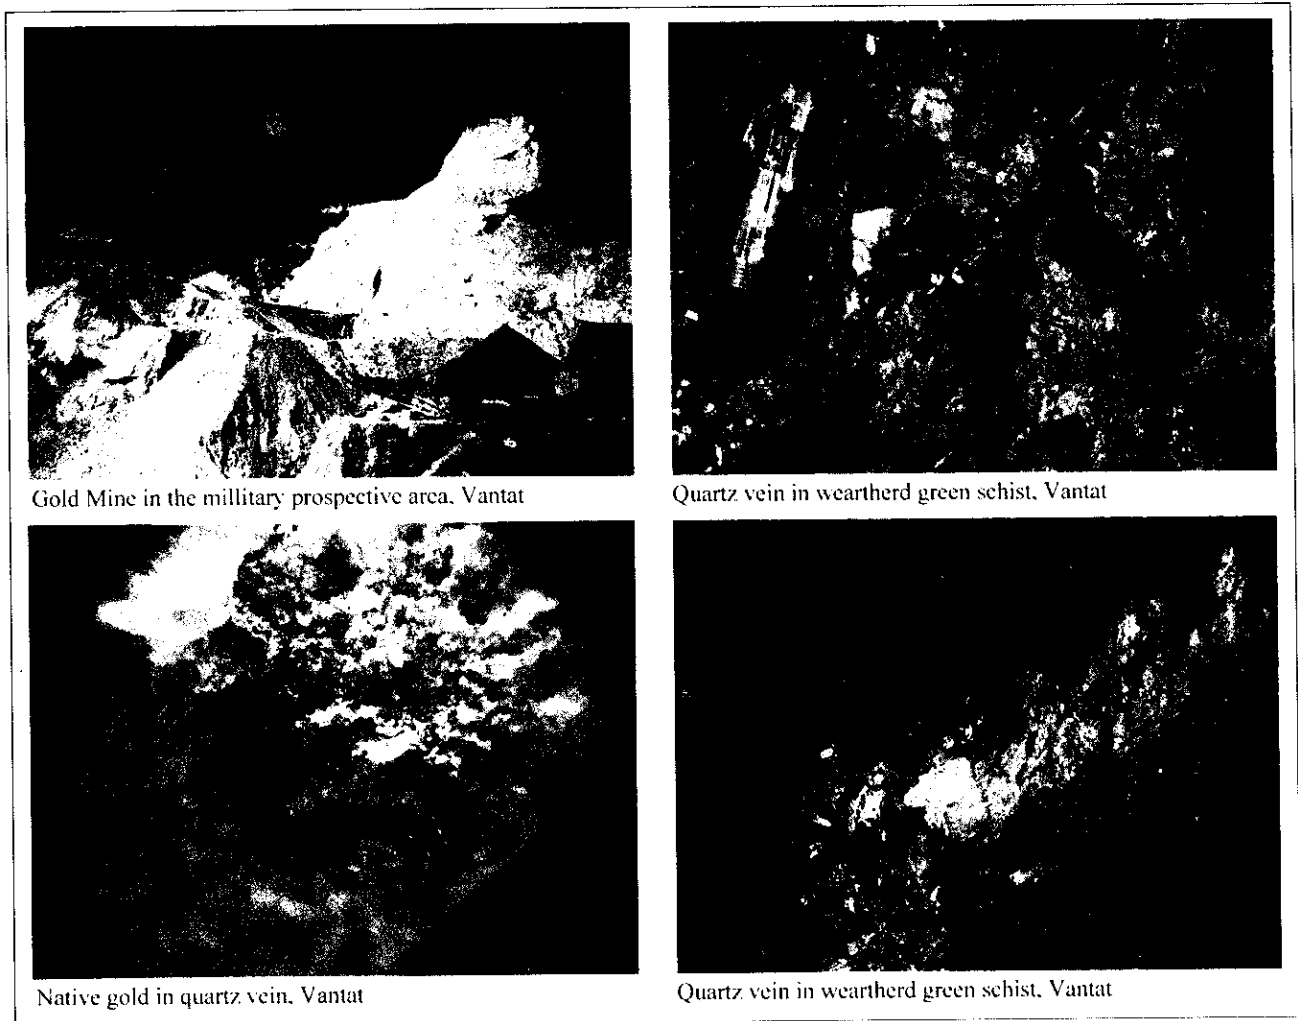 Gold Mine in the millitary prospective area, Vantat
Quartz vein in weartherd green schist, Vantat
Native gold in quartz vein, Vantat
Quartz vein in weartherd green schist, Vantat